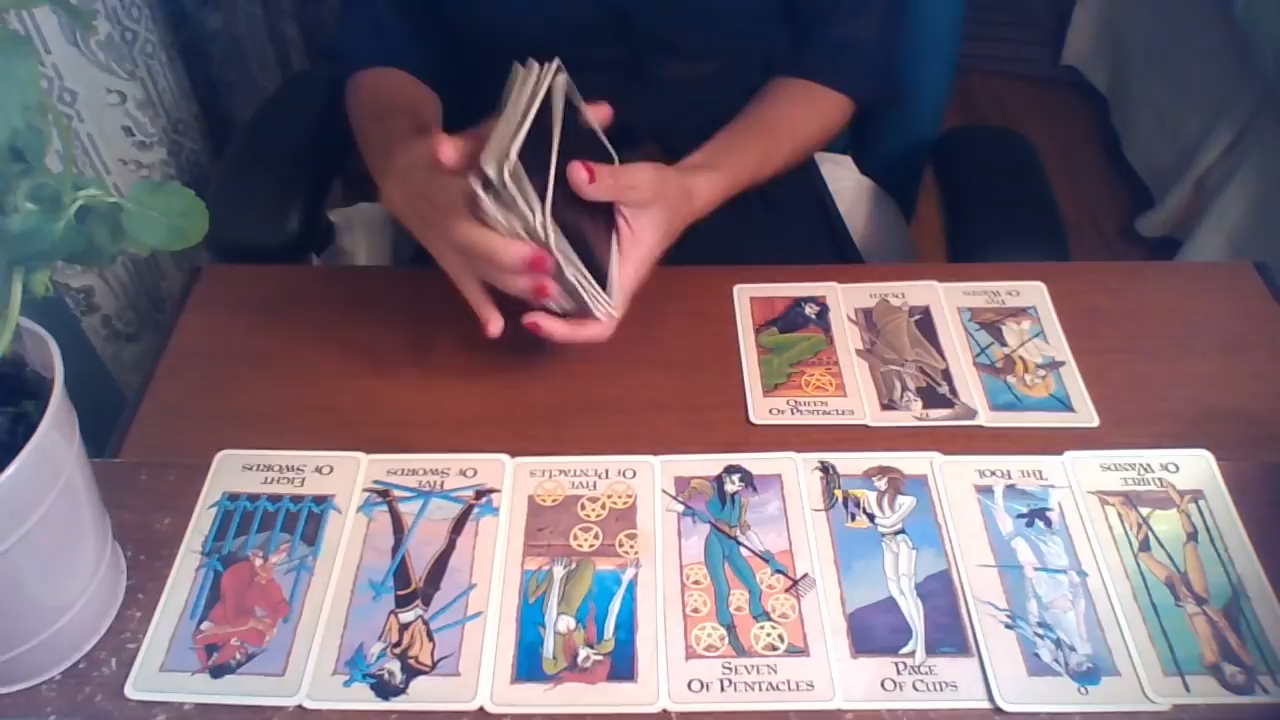 QUEEN
OF PENTACLES
DEATH
FIVE
OF WANDS
EIGHT
OF SWORDS
FIVE
OF SWORDS
FIVE
OF PENTACLES
SEVEN
OF PENTACLES
PAGE
OF CUPS
THE FOOL
0
THREE
OF WANDS